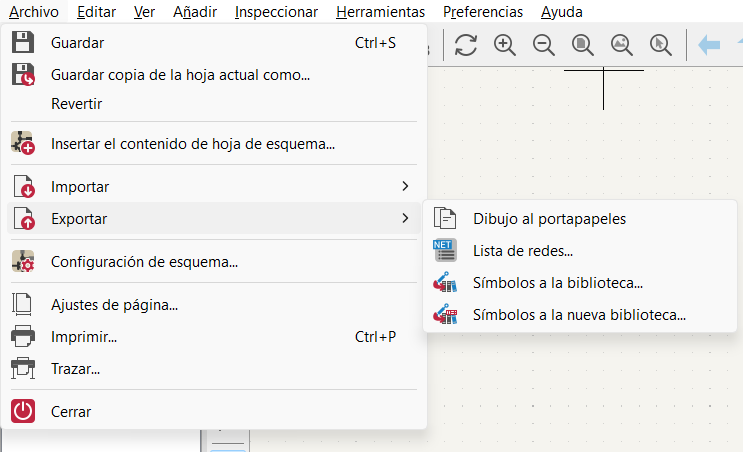 Archivo Editar Ver Añadir Inspeccionar Herramientas Preferencias Ayuda
Guardar Ctrl+S
Guardar copia de la hoja actual como...
Revertir
Insertar el contenido de hoja de esquema...
Importar
Exportar
Dibujo al portapapeles
NET Lista de redes...
Símbolos a la biblioteca...
Símbolos a la nueva biblioteca...
Configuración de esquema...
Ajustes de página...
Imprimir... Ctrl+P
Trazar...
Cerrar